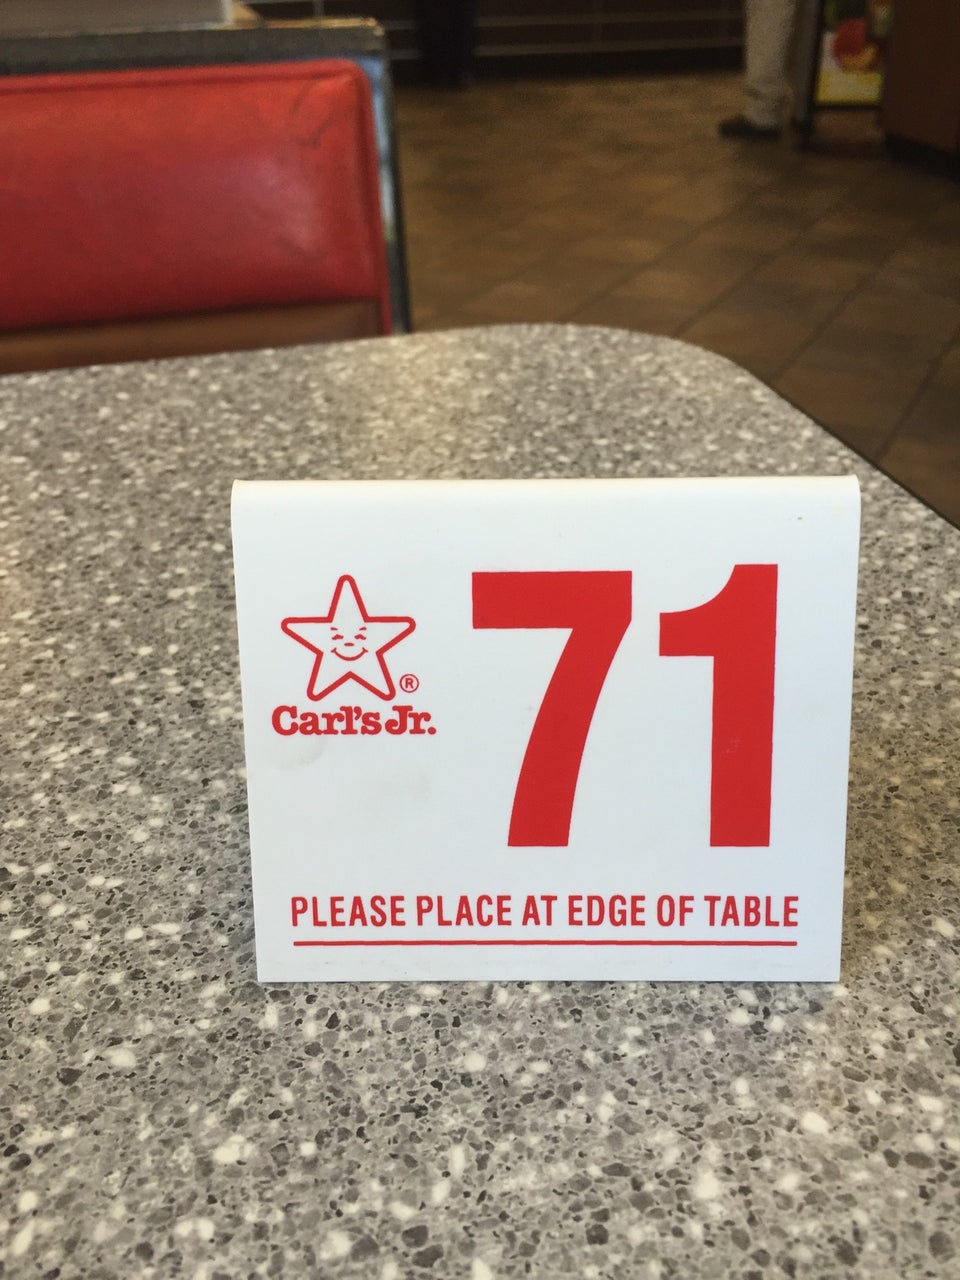 71
®
Carl's Jr.
PLEASE PLACE AT EDGE OF TABLE